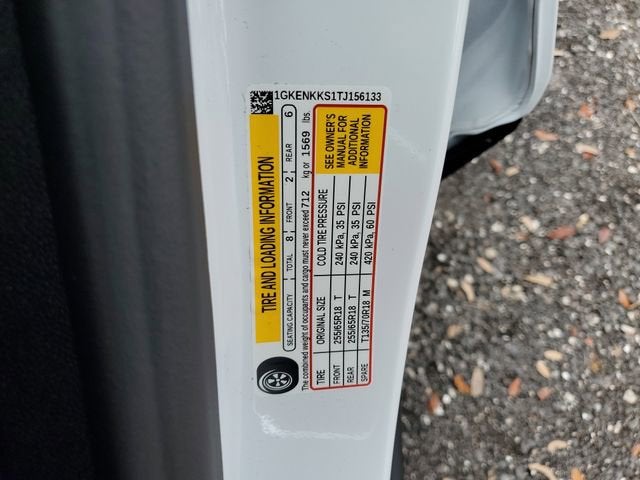 1GKENKKS1TJ156133
TIRE AND LOADING INFORMATION
SEATING CAPACITY TOTAL 8 FRONT 2 REAR 6
The combined weight of occupants and cargo must never exceed 712 kg or 1569 lbs
TIRE ORIGINAL SIZE COLD TIRE PRESSURE
FRONT 255/65R18 T 240 kPa, 35 PSI
REAR 255/65R18 T 240 kPa, 35 PSI
SPARE T135/70R18 M 420 kPa, 60 PSI
SEE OWNER'S
MANUAL FOR
ADDITIONAL
INFORMATION